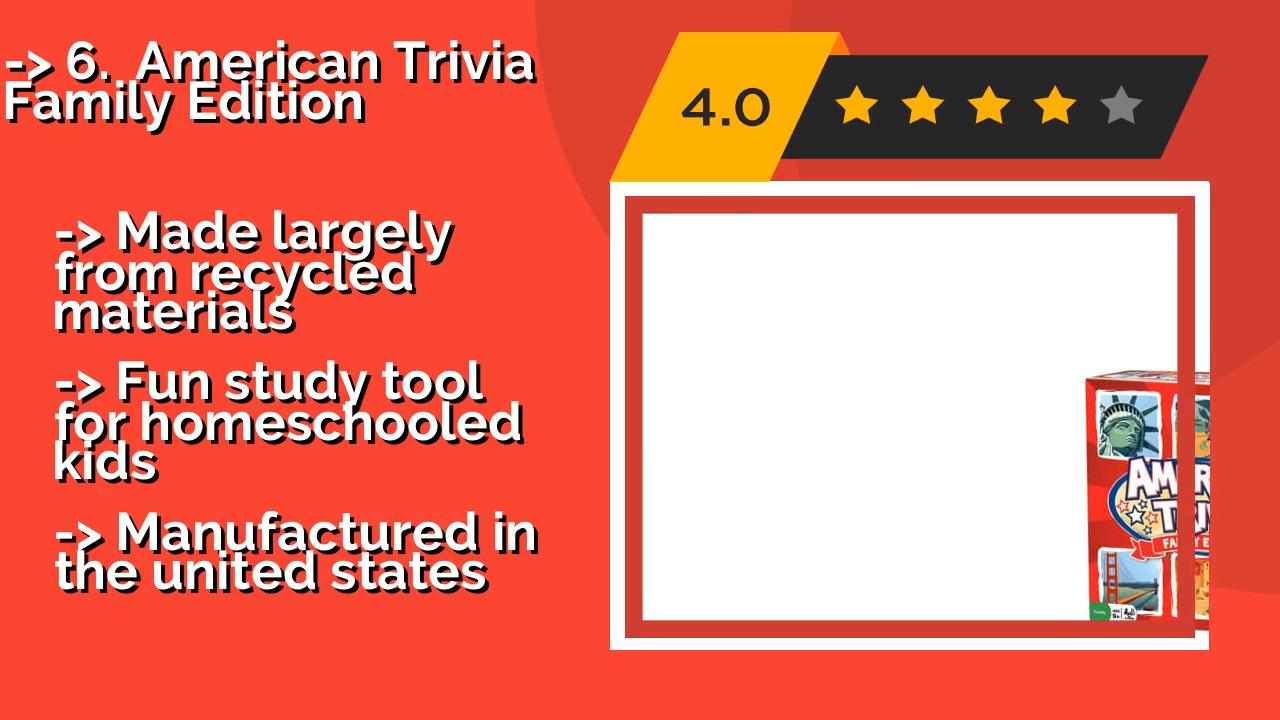 -> 6.  American Trivia
Family Edition
4.0
-> Made largely
from recycled
materials
-> Fun study tool
for homeschooled
kids
-> Manufactured in
the united states